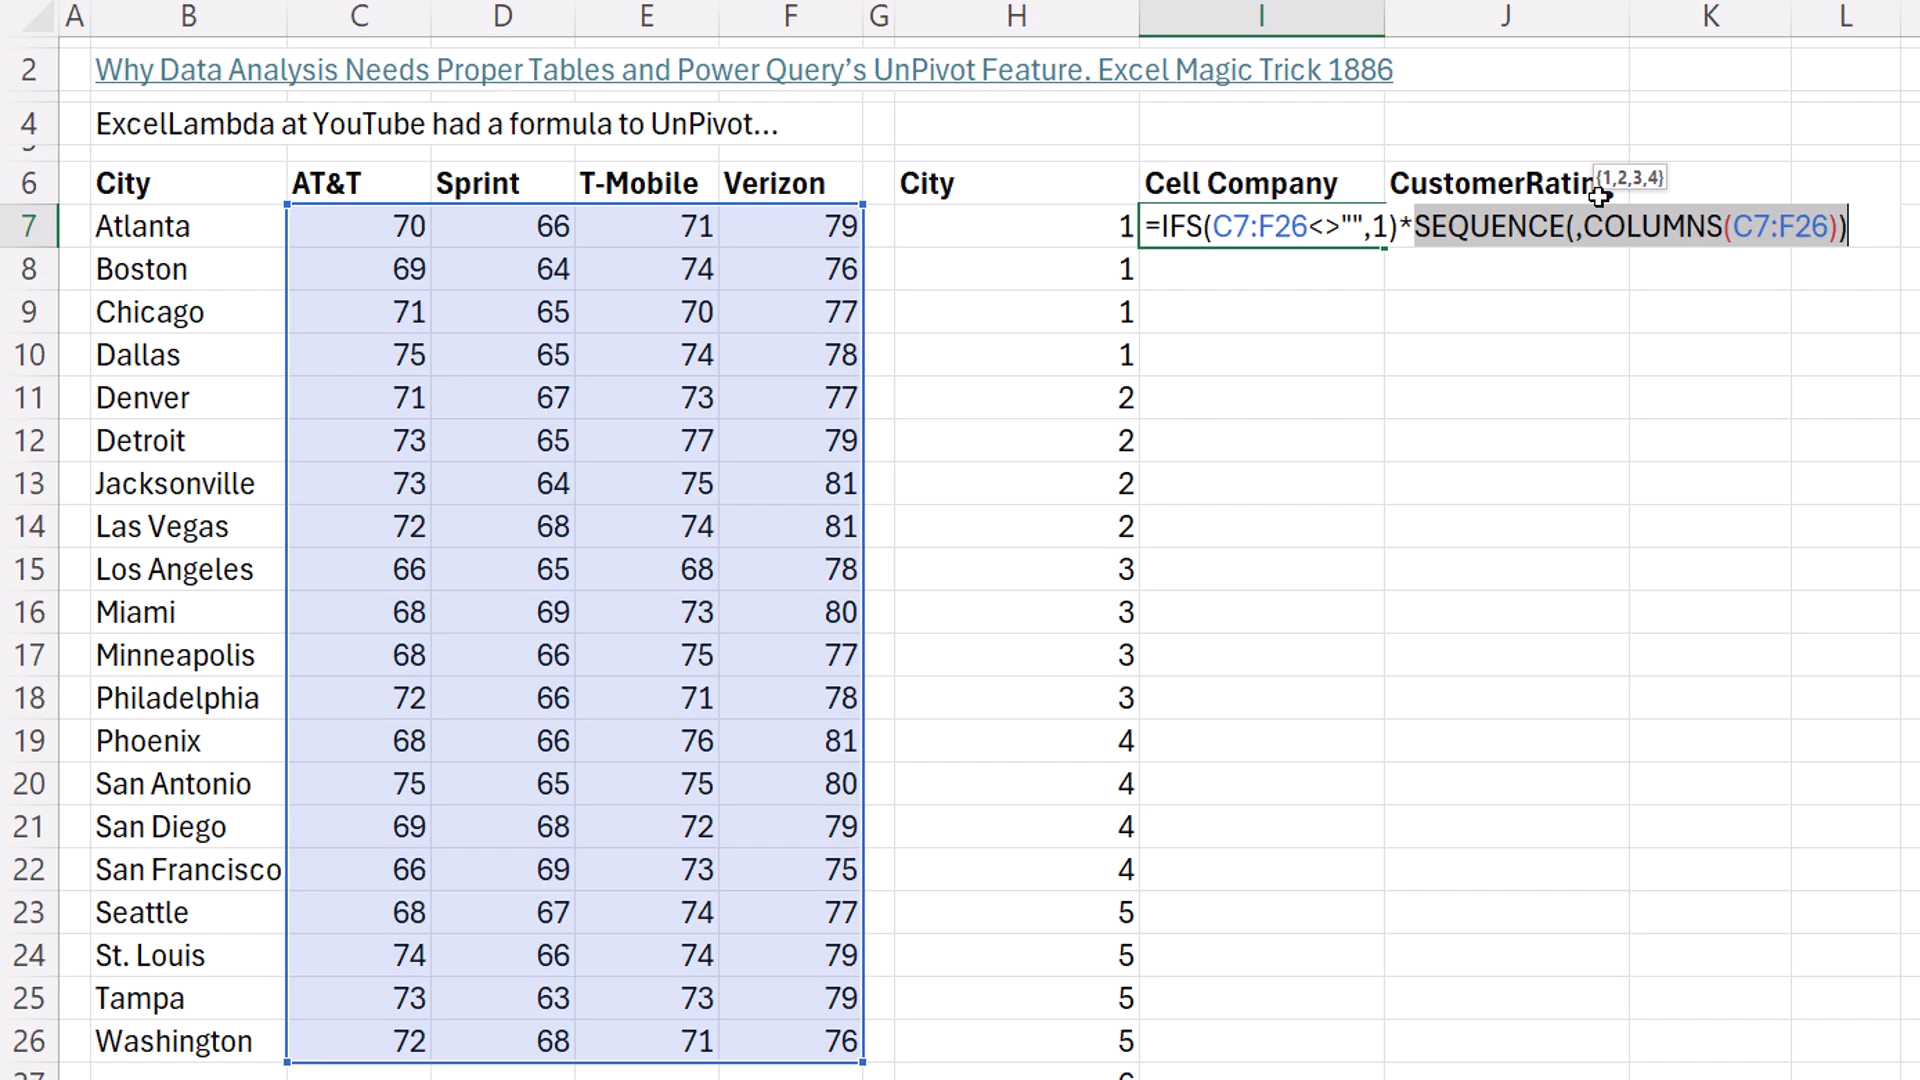 A B C D E F G H I J K L
2 Why Data Analysis Needs Proper Tables and Power Query’s UnPivot Feature. Excel Magic Trick 1886
4 ExcelLambda at YouTube had a formula to UnPivot...
6 City AT&T Sprint T-Mobile Verizon City Cell Company CustomerRatin {1,2,3,4}
7 Atlanta 70 66 71 79 1 =IFS(C7:F26<>"",1)*SEQUENCE(,COLUMNS(C7:F26))
8 Boston 69 64 74 76 1
9 Chicago 71 65 70 77 1
10 Dallas 75 65 74 78 1
11 Denver 71 67 73 77 2
12 Detroit 73 65 77 79 2
13 Jacksonville 73 64 75 81 2
14 Las Vegas 72 68 74 81 2
15 Los Angeles 66 65 68 78 3
16 Miami 68 69 73 80 3
17 Minneapolis 68 66 75 77 3
18 Philadelphia 72 66 71 78 3
19 Phoenix 68 66 76 81 4
20 San Antonio 75 65 75 80 4
21 San Diego 69 68 72 79 4
22 San Francisco 66 69 73 75 4
23 Seattle 68 67 74 77 5
24 St. Louis 74 66 74 79 5
25 Tampa 73 63 73 79 5
26 Washington 72 68 71 76 5